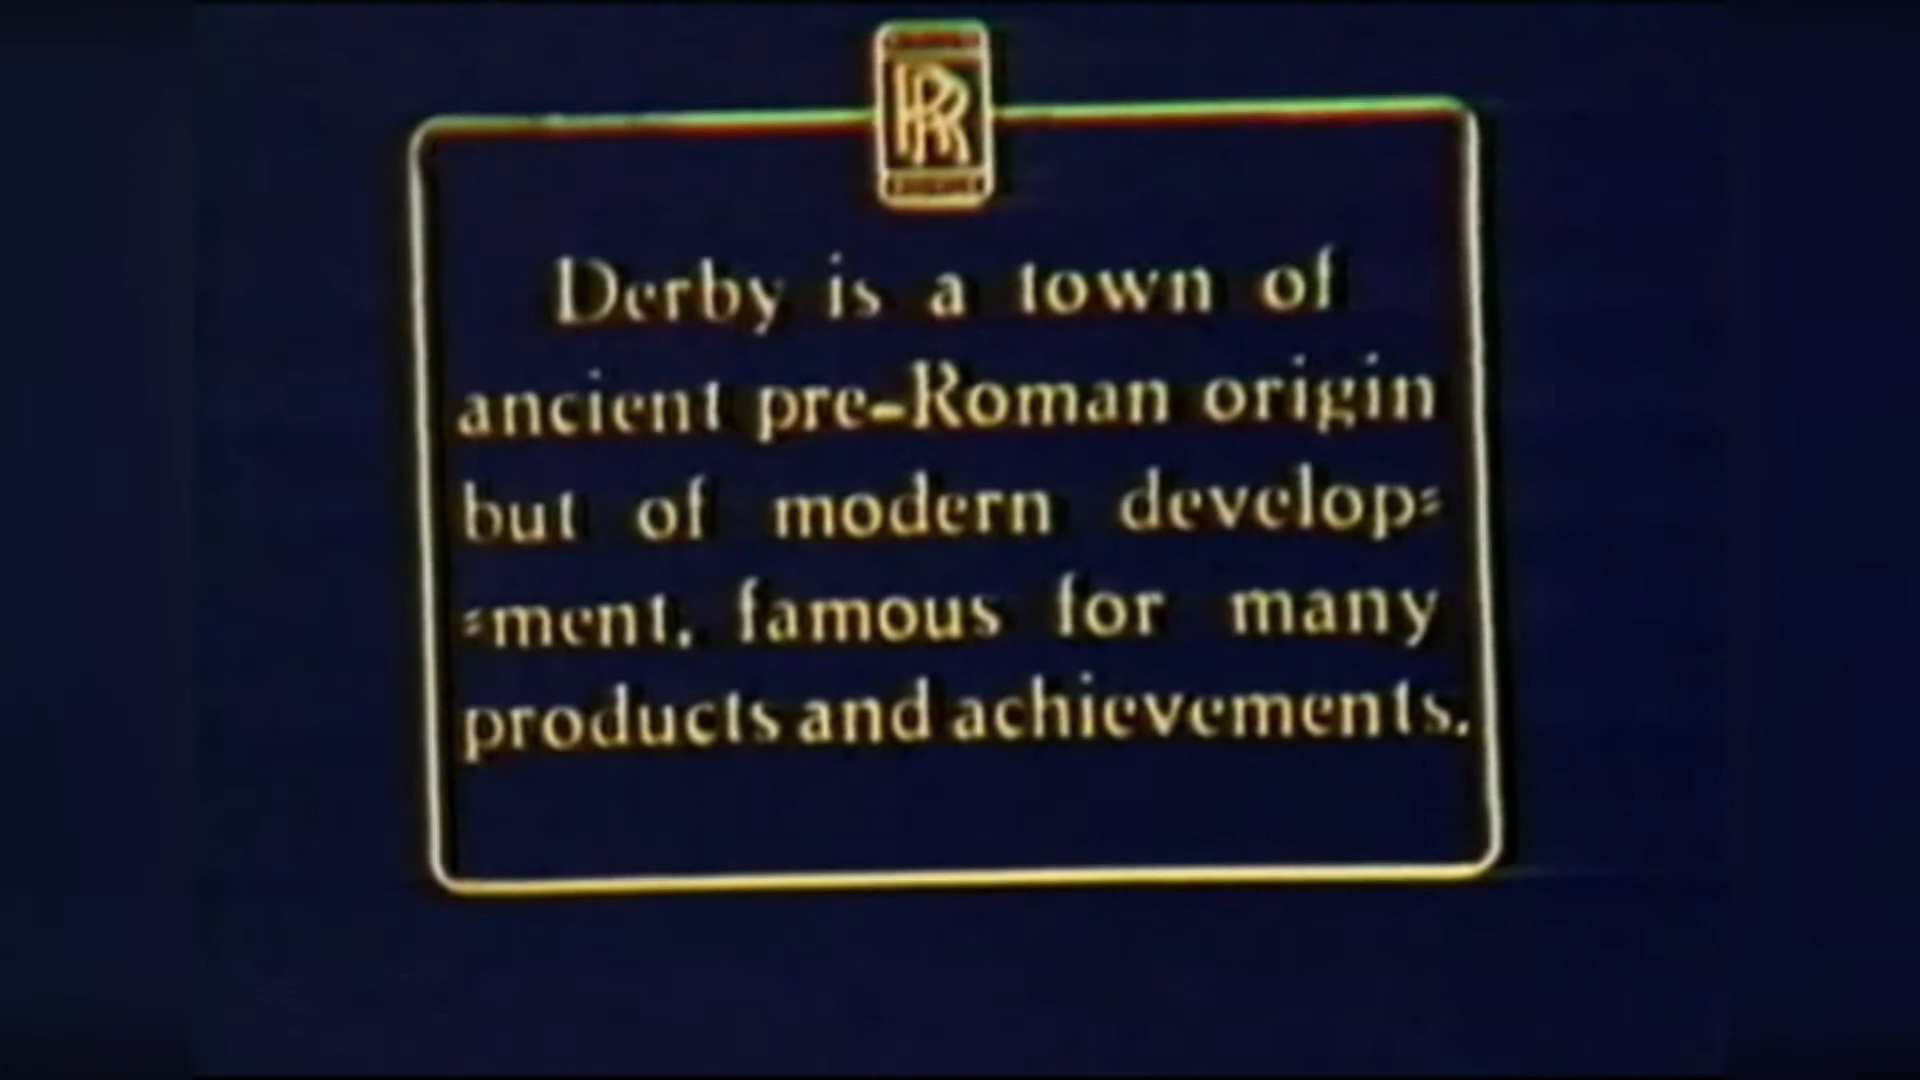 RR
Derby is a town of
ancient pre-Roman origin
but of modern develop=
=ment, famous for many
products and achievements.